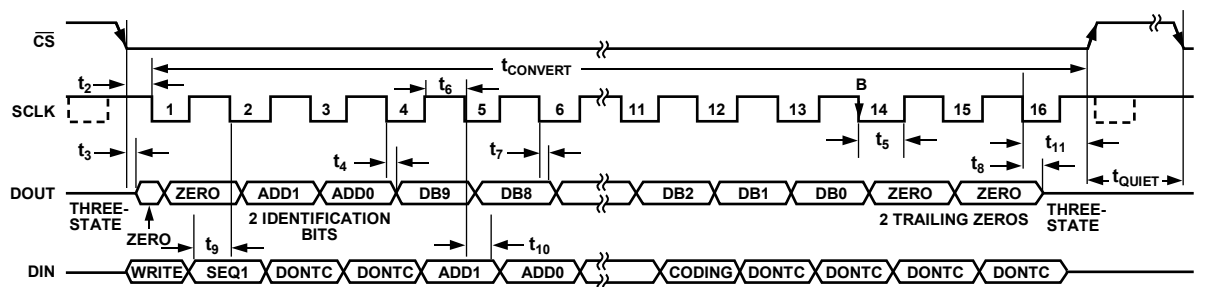 CS
tCONVERT
t2
t6
B
SCLK
1 2 3 4 5 6 11 12 13 14 15 16
t3
t4
t7
t5
t8
t11
DOUT
ZERO ADD1 ADD0 DB9 DB8 DB2 DB1 DB0 ZERO ZERO
tQUIET
THREE-
STATE
ZERO
2 IDENTIFICATION
BITS
2 TRAILING ZEROS
THREE-
STATE
t9
t10
DIN
WRITE SEQ1 DONTC DONTC ADD1 ADD0 CODING DONTC DONTC DONTC DONTC